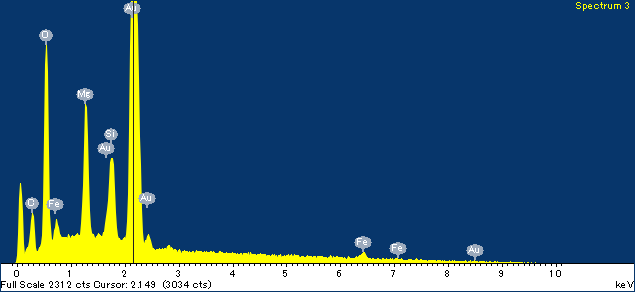 Spectrum 3
Au
O
Mg
Si
Au
Au
Fe
Fe
Fe
Au
0 1 2 3 4 5 6 7 8 9 10
Full Scale 2312 cts Cursor: 2.149 (3034 cts) keV